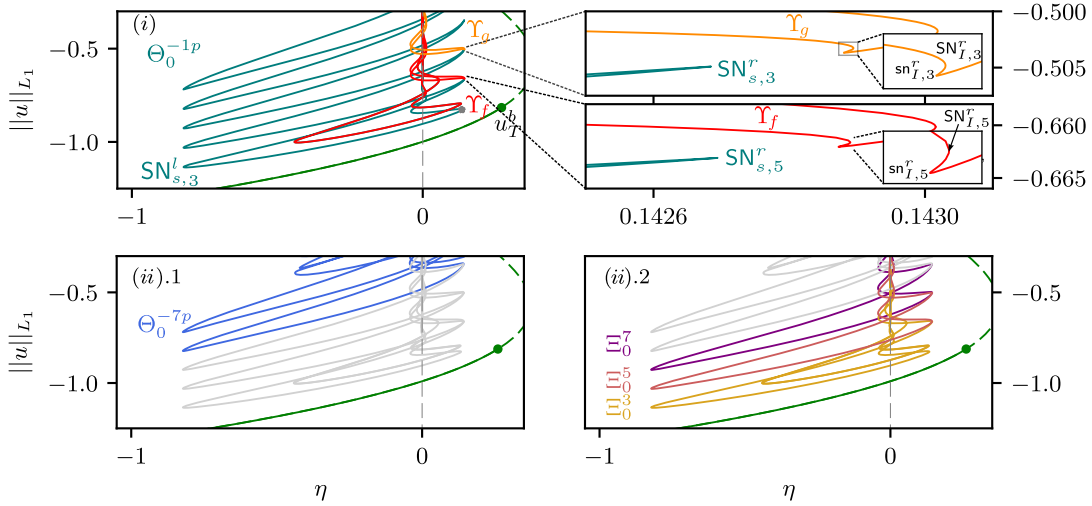 (i)
||u||_{L_1}
−0.5
−1.0
−1
0
Θ_0^{−1p}
SN^l_{s,3}
Υ_g
Υ_f
u_T^b
Υ_g
SN^r_{s,3}
SN^r_{I,3}
sn^r_{I,3}
−0.500
−0.505
Υ_f
SN^r_{s,5}
SN^r_{I,5}
sn^r_{I,5}
−0.660
−0.665
0.1426
0.1430
(ii).1
||u||_{L_1}
−0.5
−1.0
Θ_0^{−7p}
−1
0
η
(ii).2
Ξ_0^7
Ξ_0^5
Ξ_0^3
−0.5
−1.0
−1
0
η